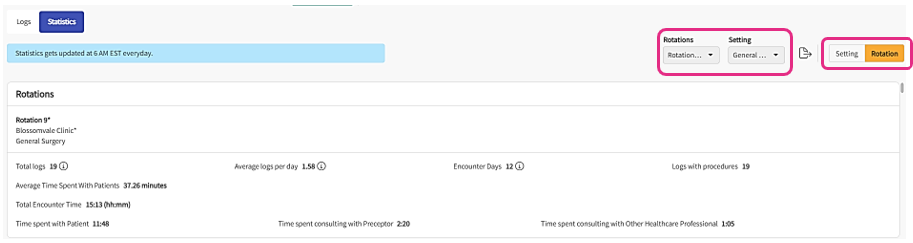 Logs Statistics
Statistics gets updated at 6 AM EST everyday.
Rotations Setting
Rotation... General ... Setting Rotation
Rotations
Rotation 9*
Blossomvale Clinic*
General Surgery
Total logs 19 Average logs per day 1.58 Encounter Days 12 Logs with procedures 19
Average Time Spent With Patients 37.26 minutes
Total Encounter Time 15:13 (hh:mm)
Time spent with Patient 11:48 Time spent consulting with Preceptor 2:20 Time spent consulting with Other Healthcare Professional 1:05